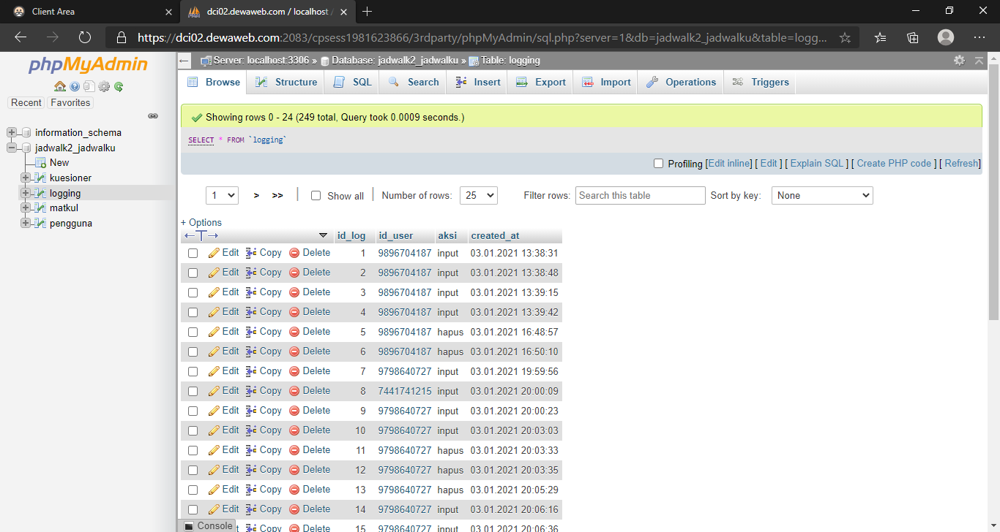 Client Area
dci02.dewaweb.com / localhost /
https://dci02.dewaweb.com:2083/cpsess1981623866/3rdparty/phpMyAdmin/sql.php?server=1&db=jadwalk2_jadwalku&table=logg...
phpMyAdmin
Recent Favorites
information_schema
jadwalk2_jadwalku
New
kuesioner
logging
matkul
pengguna
Server: localhost:3306 » Database: jadwalk2_jadwalku » Table: logging
Browse Structure SQL Search Insert Export Import Operations Triggers
Showing rows 0 - 24 (249 total, Query took 0.0009 seconds.)
SELECT * FROM `logging`
Profiling [Edit inline] [ Edit ] [ Explain SQL ] [ Create PHP code ] [ Refresh]
1 > >> Show all Number of rows: 25 Filter rows: Search this table Sort by key: None
+ Options
←T→ id_log id_user aksi created_at
Edit Copy Delete 1 9896704187 input 03.01.2021 13:38:31
Edit Copy Delete 2 9896704187 input 03.01.2021 13:38:48
Edit Copy Delete 3 9896704187 input 03.01.2021 13:39:15
Edit Copy Delete 4 9896704187 input 03.01.2021 13:39:42
Edit Copy Delete 5 9896704187 hapus 03.01.2021 16:48:57
Edit Copy Delete 6 9896704187 hapus 03.01.2021 16:50:10
Edit Copy Delete 7 9798640727 input 03.01.2021 19:59:56
Edit Copy Delete 8 7441741215 input 03.01.2021 20:00:09
Edit Copy Delete 9 9798640727 input 03.01.2021 20:00:23
Edit Copy Delete 10 9798640727 input 03.01.2021 20:03:03
Edit Copy Delete 11 9798640727 hapus 03.01.2021 20:03:33
Edit Copy Delete 12 9798640727 hapus 03.01.2021 20:03:35
Edit Copy Delete 13 9798640727 hapus 03.01.2021 20:05:29
Edit Copy Delete 14 9798640727 input 03.01.2021 20:06:16
Copy Delete 15 9798640727 input 03.01.2021 20:06:36
Console